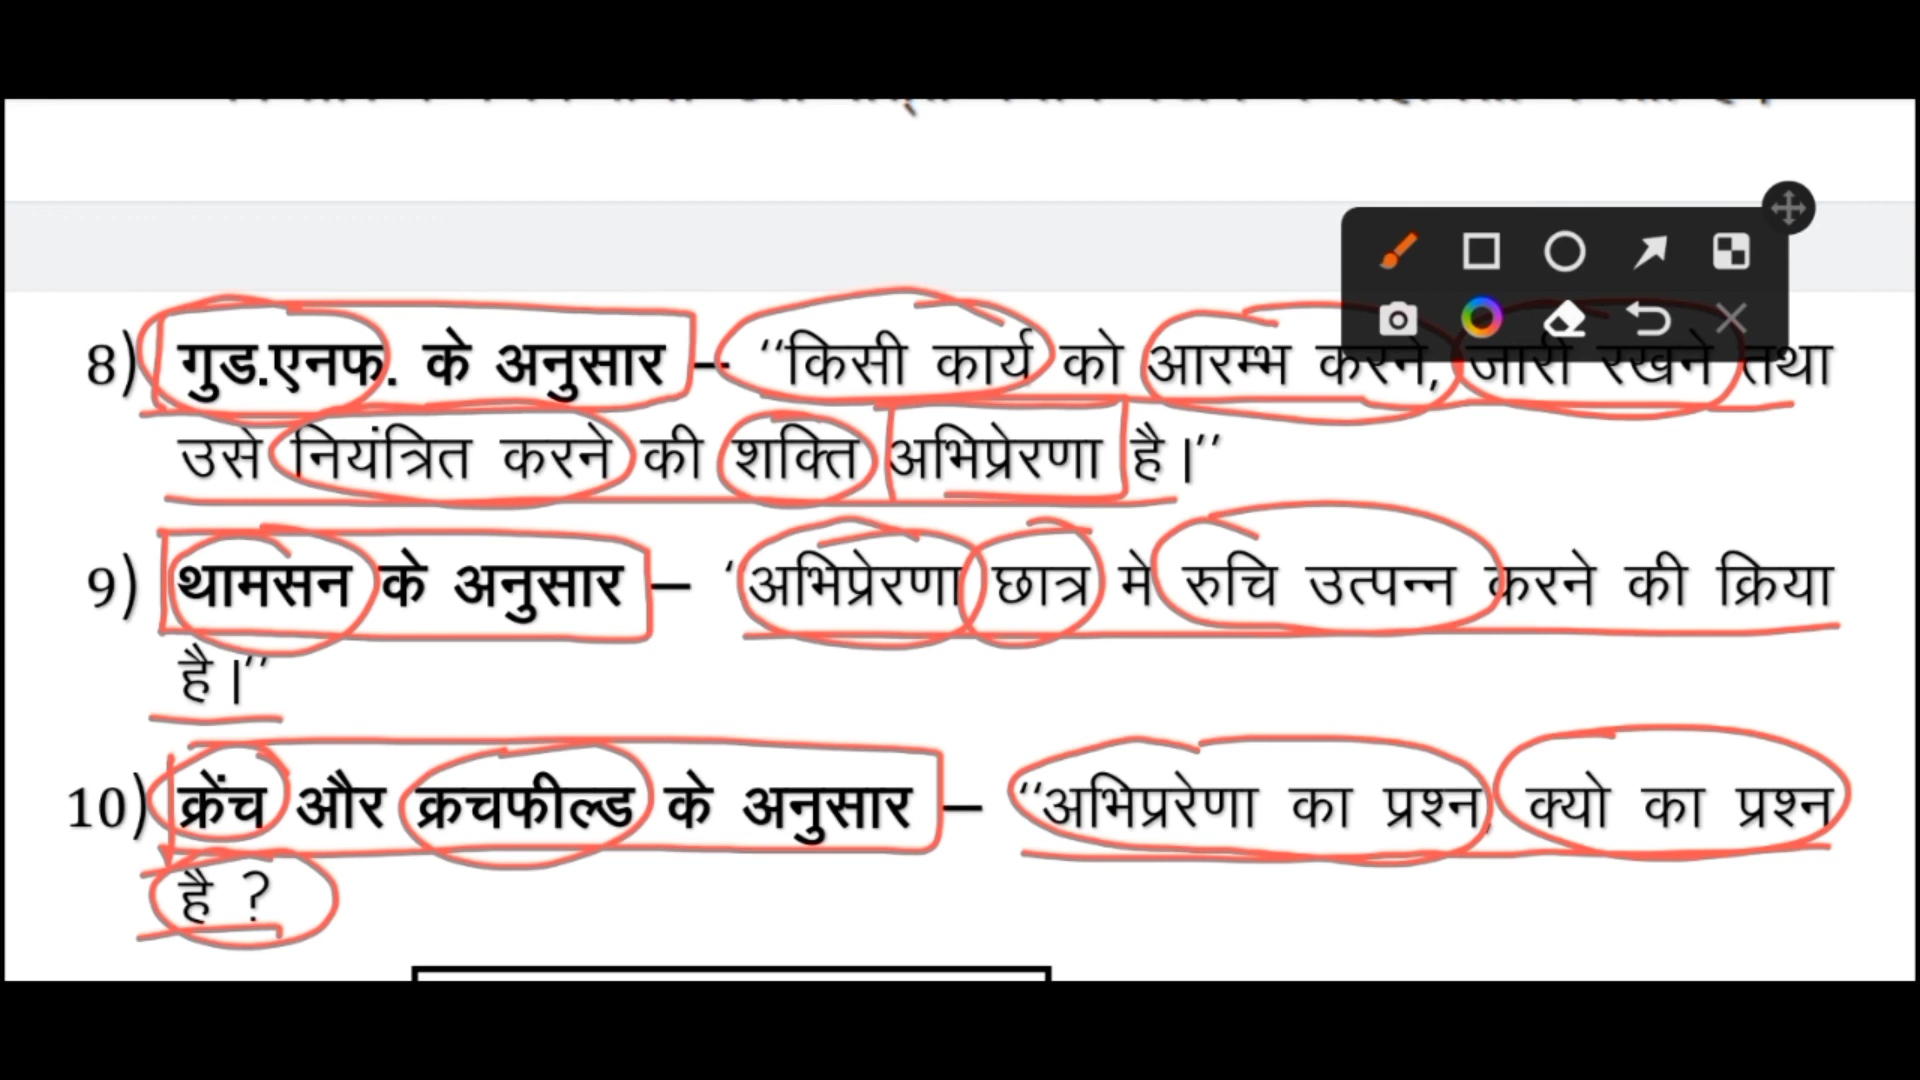 8) गुड.एनफ. के अनुसार – ‘‘किसी कार्य को आरम्भ करने, जारी रखने तथा
उसे नियंत्रित करने की शक्ति अभिप्रेरणा है।’’
9) थामसन के अनुसार – ‘अभिप्रेरणा छात्र मे रुचि उत्पन्न करने की क्रिया
है।’’
10) क्रेंच और क्रचफील्ड के अनुसार – ‘‘अभिप्ररेणा का प्रश्न, क्यो का प्रश्न
है ?